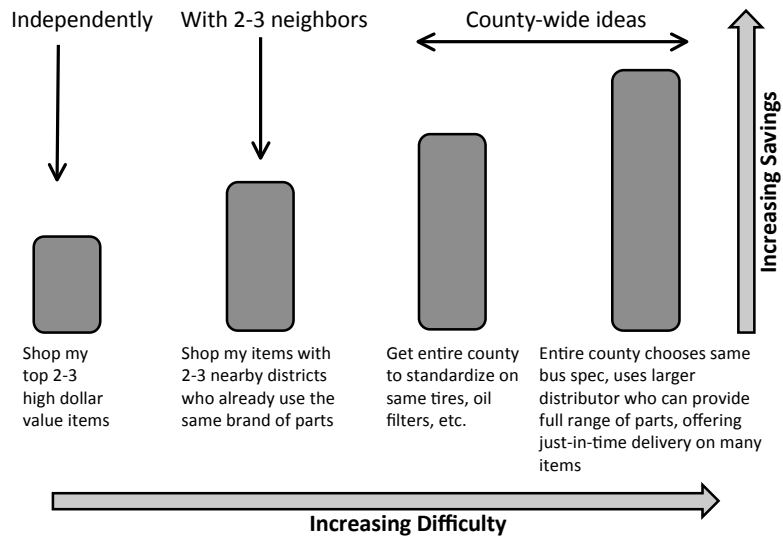 Independently
With 2-3 neighbors
County-wide ideas
Increasing Savings
Shop my
top 2-3
high dollar
value items
Shop my items with
2-3 nearby districts
who already use the
same brand of parts
Get entire county
to standardize on
same tires, oil
filters, etc.
Entire county chooses same
bus spec, uses larger
distributor who can provide
full range of parts, offering
just-in-time delivery on many
items
Increasing Difficulty